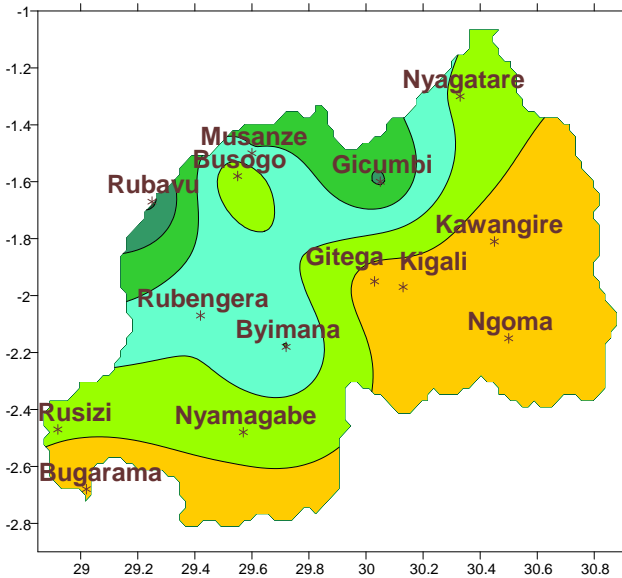 -1
-1.2
Nyagatare
-1.4
Musanze
Busogo
Gicumbi
-1.6
Rubavu
Kawangire
-1.8
Gitega
Kigali
-2
Rubengera
Ngoma
Byimana
-2.2
-2.4
Rusizi
Nyamagabe
-2.6
Bugarama
-2.8
29 29.2 29.4 29.6 29.8 30 30.2 30.4 30.6 30.8